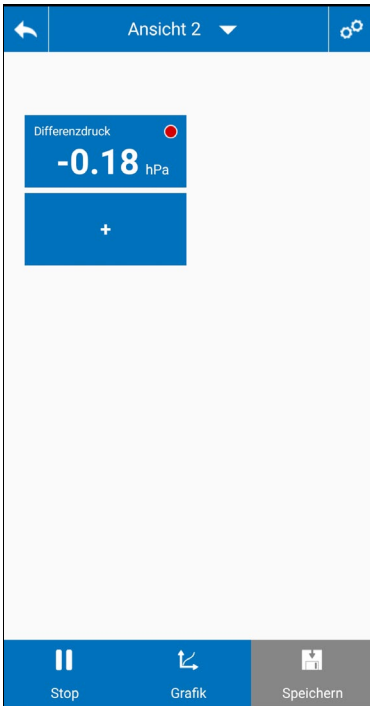 Ansicht 2
Differenzdruck
-0.18 hPa
+
Stop Grafik Speichern